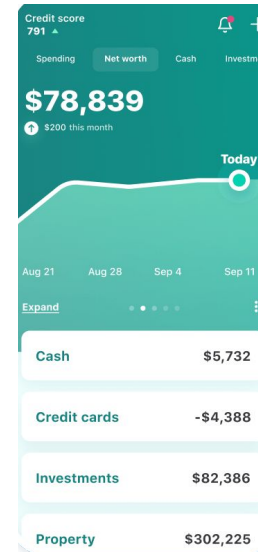 Credit score
791
Spending Net worth Cash Investm
$78,839
$200 this month
Today
Aug 21 Aug 28 Sep 4 Sep 11
Expand
Cash $5,732
Credit cards -$4,388
Investments $82,386
Property $302,225